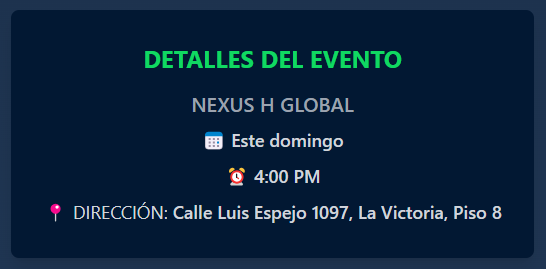 DETALLES DEL EVENTO
NEXUS H GLOBAL
📅 Este domingo
⏰ 4:00 PM
📍 DIRECCIÓN: Calle Luis Espejo 1097, La Victoria, Piso 8